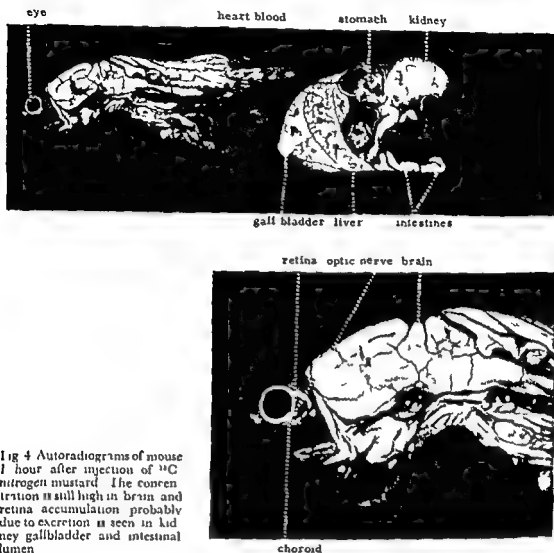 eye heart blood stomach kidney
gall bladder liver intestines
retina optic nerve brain
Fig 4 Autoradiograms of mouse
1 hour after injection of ¹⁴C
nitrogen mustard The concen
tration is still high in brain and
retina accumulation probably
due to excretion is seen in kid
ney gallbladder and intestinal
lumen
choroid